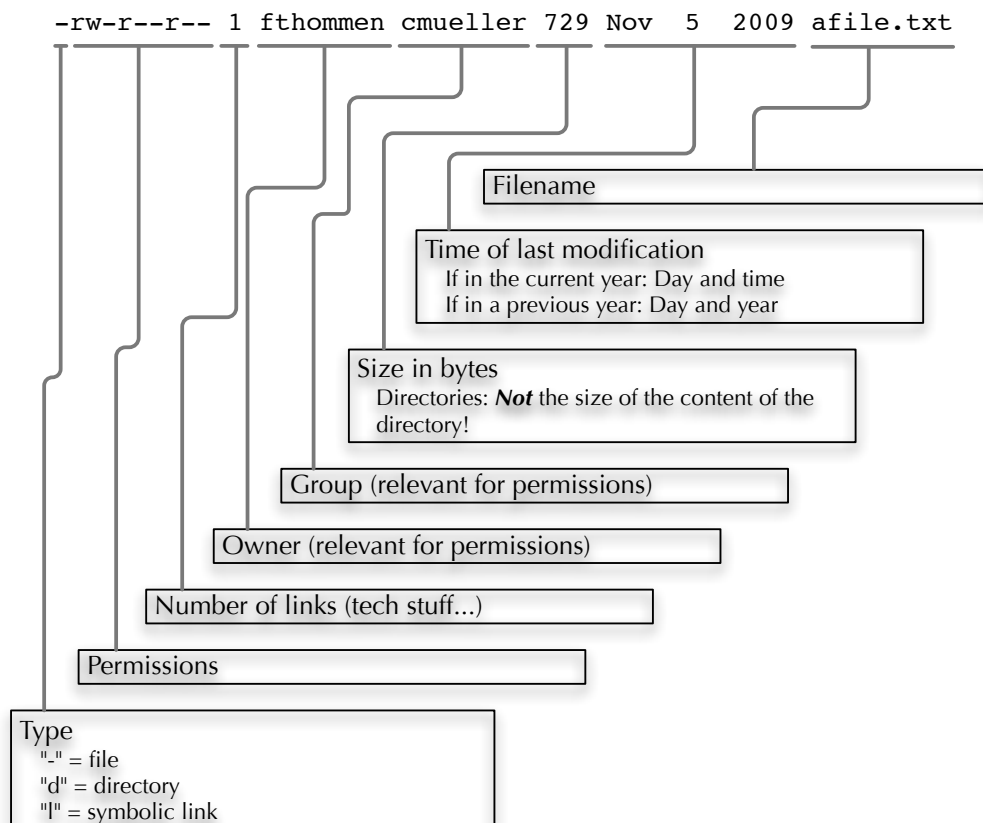 -rw-r--r-- 1 fthommen cmueller 729 Nov  5  2009 afile.txt
Filename
Time of last modification
If in the current year: Day and time
If in a previous year: Day and year
Size in bytes
Directories: Not the size of the content of the
directory!
Group (relevant for permissions)
Owner (relevant for permissions)
Number of links (tech stuff...)
Permissions
Type
"-" = file
"d" = directory
"l" = symbolic link